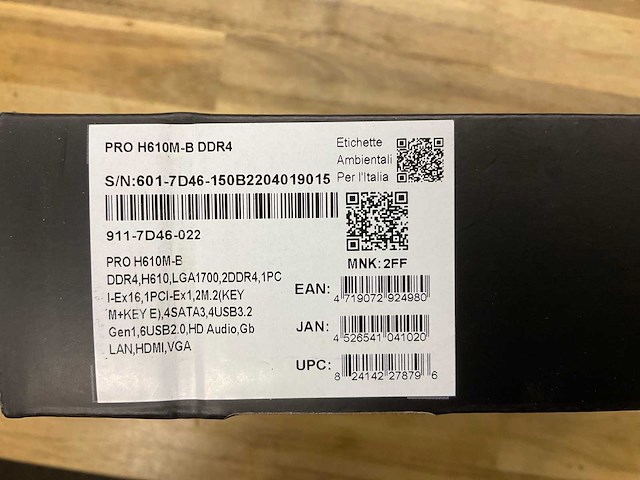 PRO H610M-B DDR4
Etichette
Ambientali
Per l'Italia
S/N:601-7D46-150B2204019015
911-7D46-022
MNK: 2FF
PRO H610M-B
DDR4,H610,LGA1700,2DDR4,1PC
I-Ex16,1PCI-Ex1,2M.2(KEY
M+KEY E),4SATA3,4USB3.2
Gen1,6USB2.0,HD Audio,Gb
LAN,HDMI,VGA
EAN:
4 719072 924980
JAN:
4 526541 041020
UPC:
8 24142 27879 6